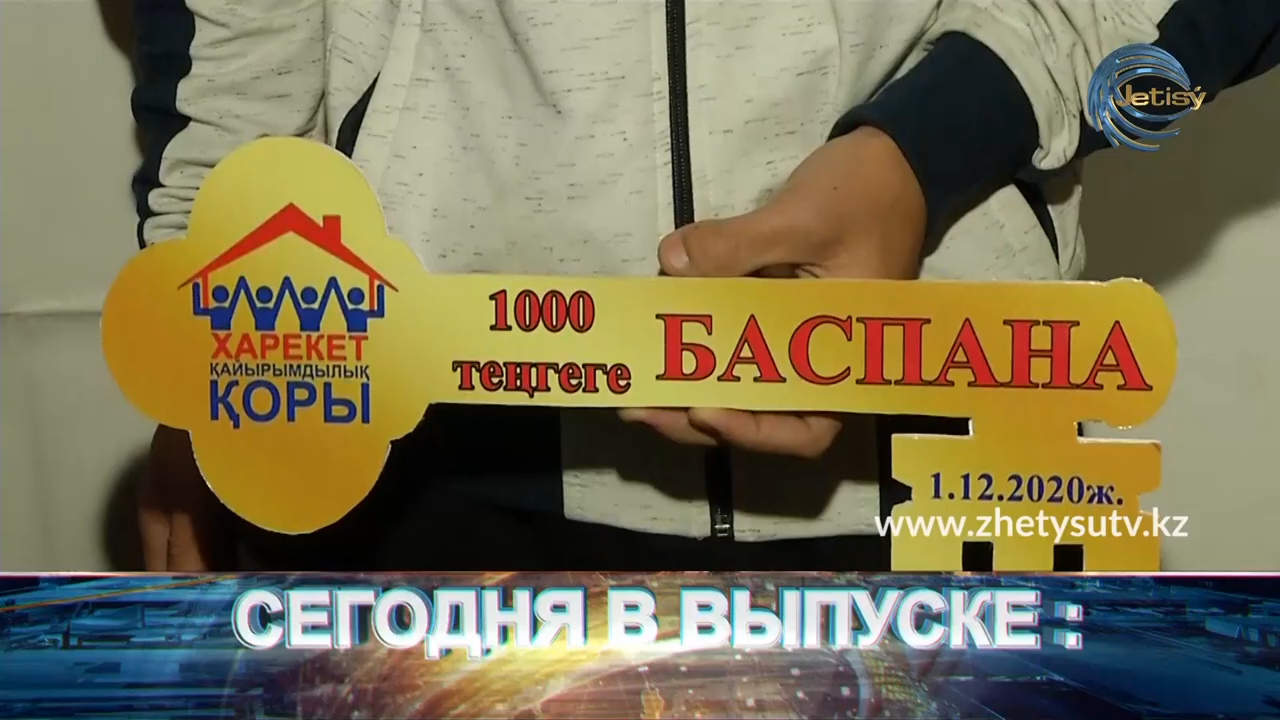 Jetisý
ХАРЕКЕТ
ҚАЙЫРЫМДЫЛЫҚ
ҚОРЫ
1000
теңгеге
БАСПАНА
1.12.2020ж.
www.zhetysutv.kz
СЕГОДНЯ В ВЫПУСКЕ :